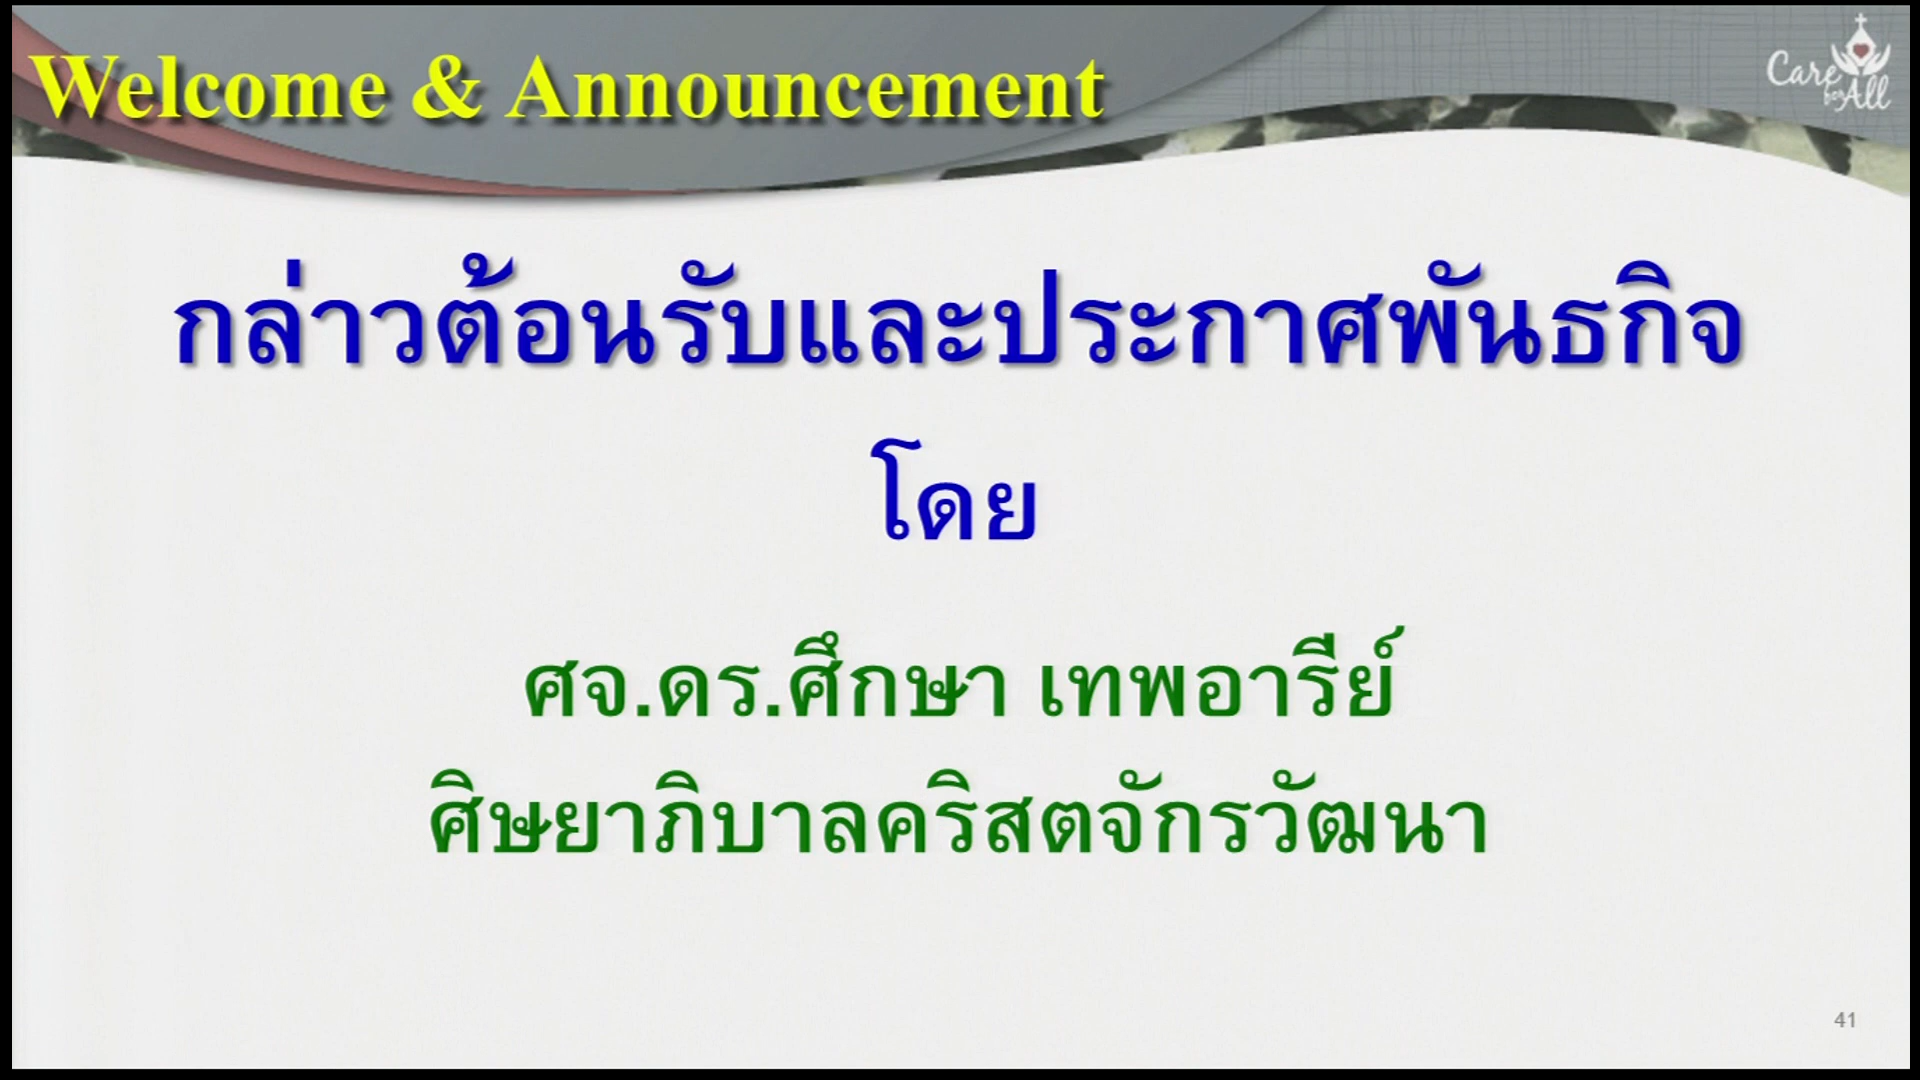 Welcome & Announcement
Care
for All
กล่าวต้อนรับและประกาศพันธกิจ
โดย
ศจ.ดร.ศึกษา เทพอารีย์
ศิษยาภิบาลคริสตจักรวัฒนา
41